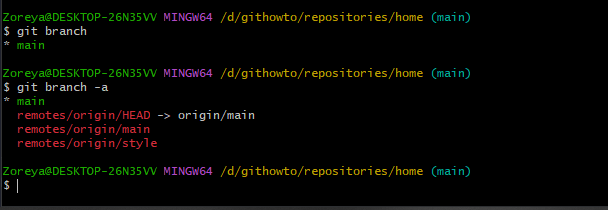 Zoreya@DESKTOP-26N35VV MINGW64 /d/githowto/repositories/home (main)
$ git branch
* main
Zoreya@DESKTOP-26N35VV MINGW64 /d/githowto/repositories/home (main)
$ git branch -a
* main
remotes/origin/HEAD -> origin/main
remotes/origin/main
remotes/origin/style
Zoreya@DESKTOP-26N35VV MINGW64 /d/githowto/repositories/home (main)
$